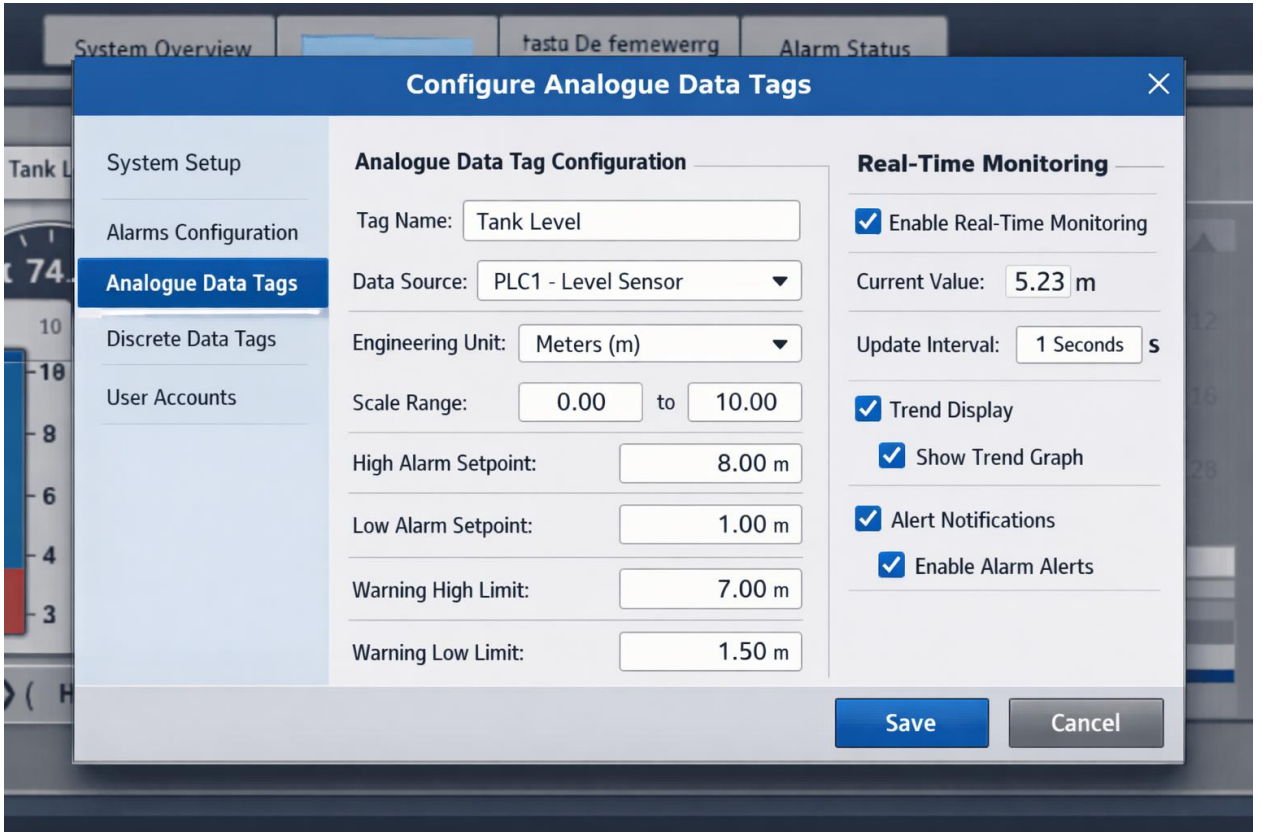 System Overview
Alarm Status
Configure Analogue Data Tags
System Setup
Alarms Configuration
Analogue Data Tags
Discrete Data Tags
User Accounts
Analogue Data Tag Configuration
Tag Name: Tank Level
Data Source: PLC1 - Level Sensor
Engineering Unit: Meters (m)
Scale Range: 0.00 to 10.00
High Alarm Setpoint: 8.00 m
Low Alarm Setpoint: 1.00 m
Warning High Limit: 7.00 m
Warning Low Limit: 1.50 m
Real-Time Monitoring
Enable Real-Time Monitoring
Current Value: 5.23 m
Update Interval: 1 Seconds s
Trend Display
Show Trend Graph
Alert Notifications
Enable Alarm Alerts
Save
Cancel
Tank L
74.
10
10
8
6
4
3
H
12
16
28